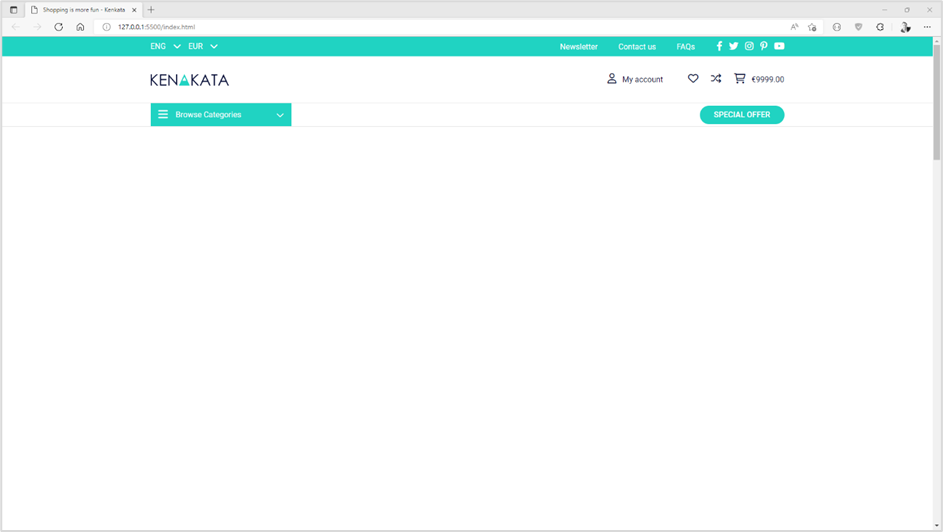 Shopping is more fun - Kenkata
127.0.0.1:5500/index.html
ENG EUR Newsletter Contact us FAQs
KENAKATA My account €9999.00
Browse Categories SPECIAL OFFER